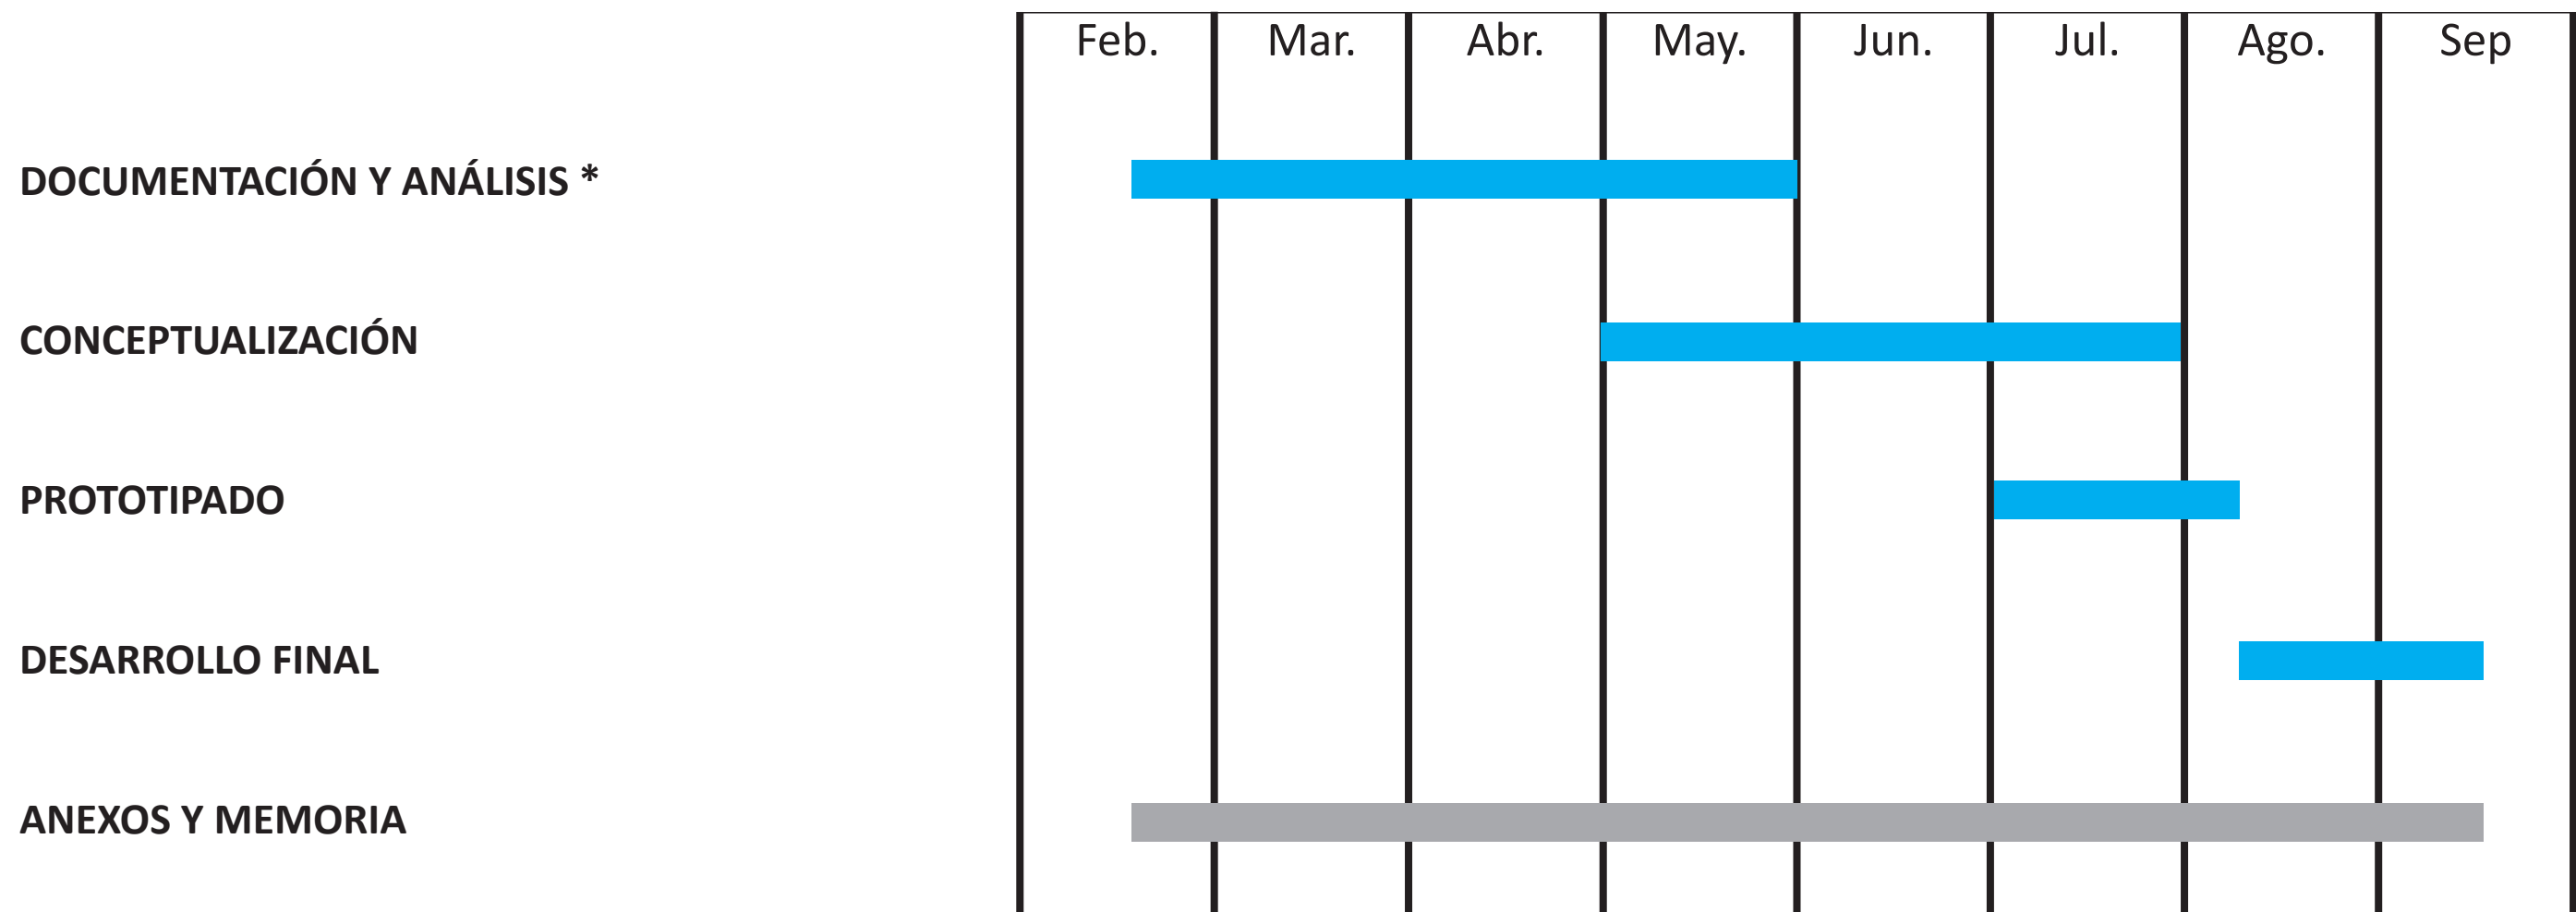 Feb. Mar. Abr. May. Jun. Jul. Ago. Sep
DOCUMENTACIÓN Y ANÁLISIS *
CONCEPTUALIZACIÓN
PROTOTIPADO
DESARROLLO FINAL
ANEXOS Y MEMORIA